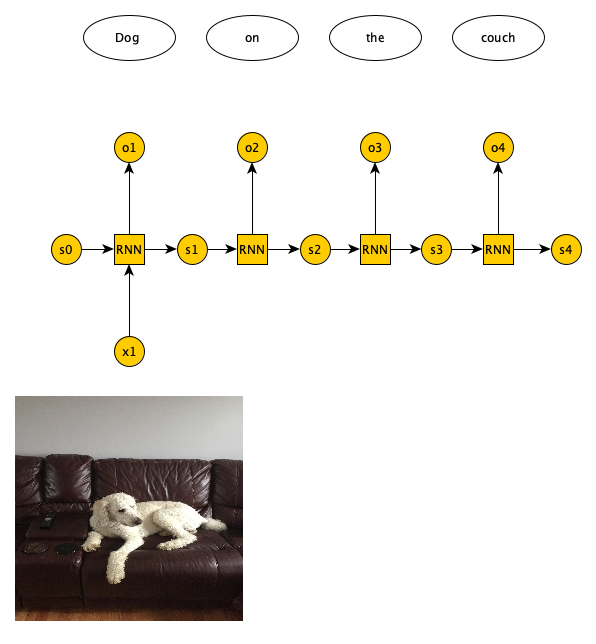 Dog on the couch
o1 o2 o3 o4
s0 RNN s1 RNN s2 RNN s3 RNN s4
x1